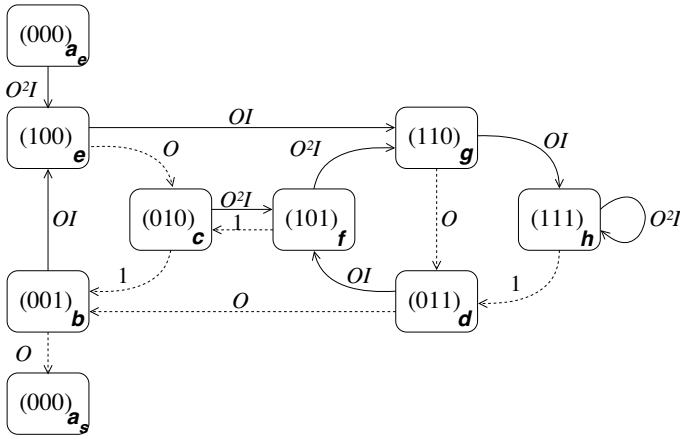 (000) a_e
O²I
(100) e
OI
(110) g
O
O²I
OI
(010) c
O²I
1
(101) f
O
(111) h
O²I
OI
1
OI
1
(001) b
O
(011) d
O
(000) a_s